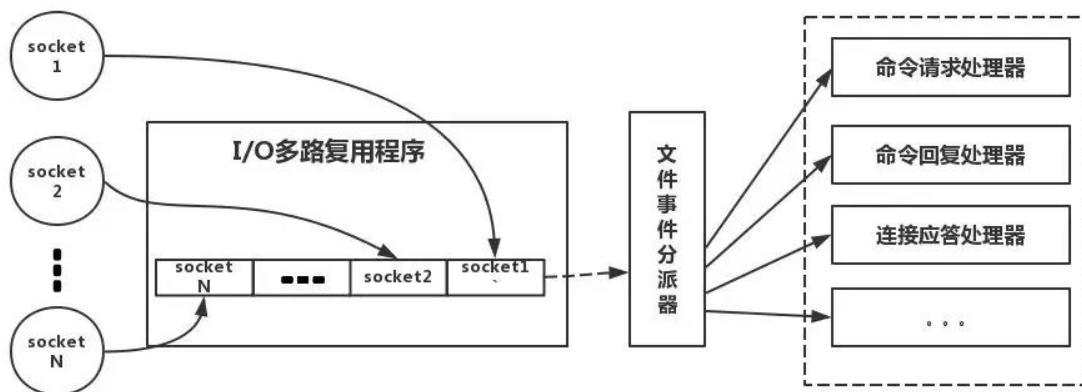 socket
1
socket
2
socket
N
I/O多路复用程序
socket
N
socket2
socket1
文件事件分派器
命令请求处理器
命令回复处理器
连接应答处理器
。。。